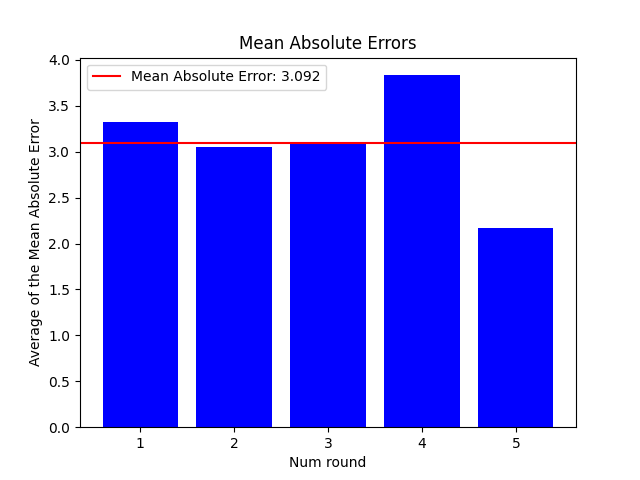 Mean Absolute Errors
Mean Absolute Error: 3.092
Average of the Mean Absolute Error
4.0
3.5
3.0
2.5
2.0
1.5
1.0
0.5
0.0
1 2 3 4 5
Num round